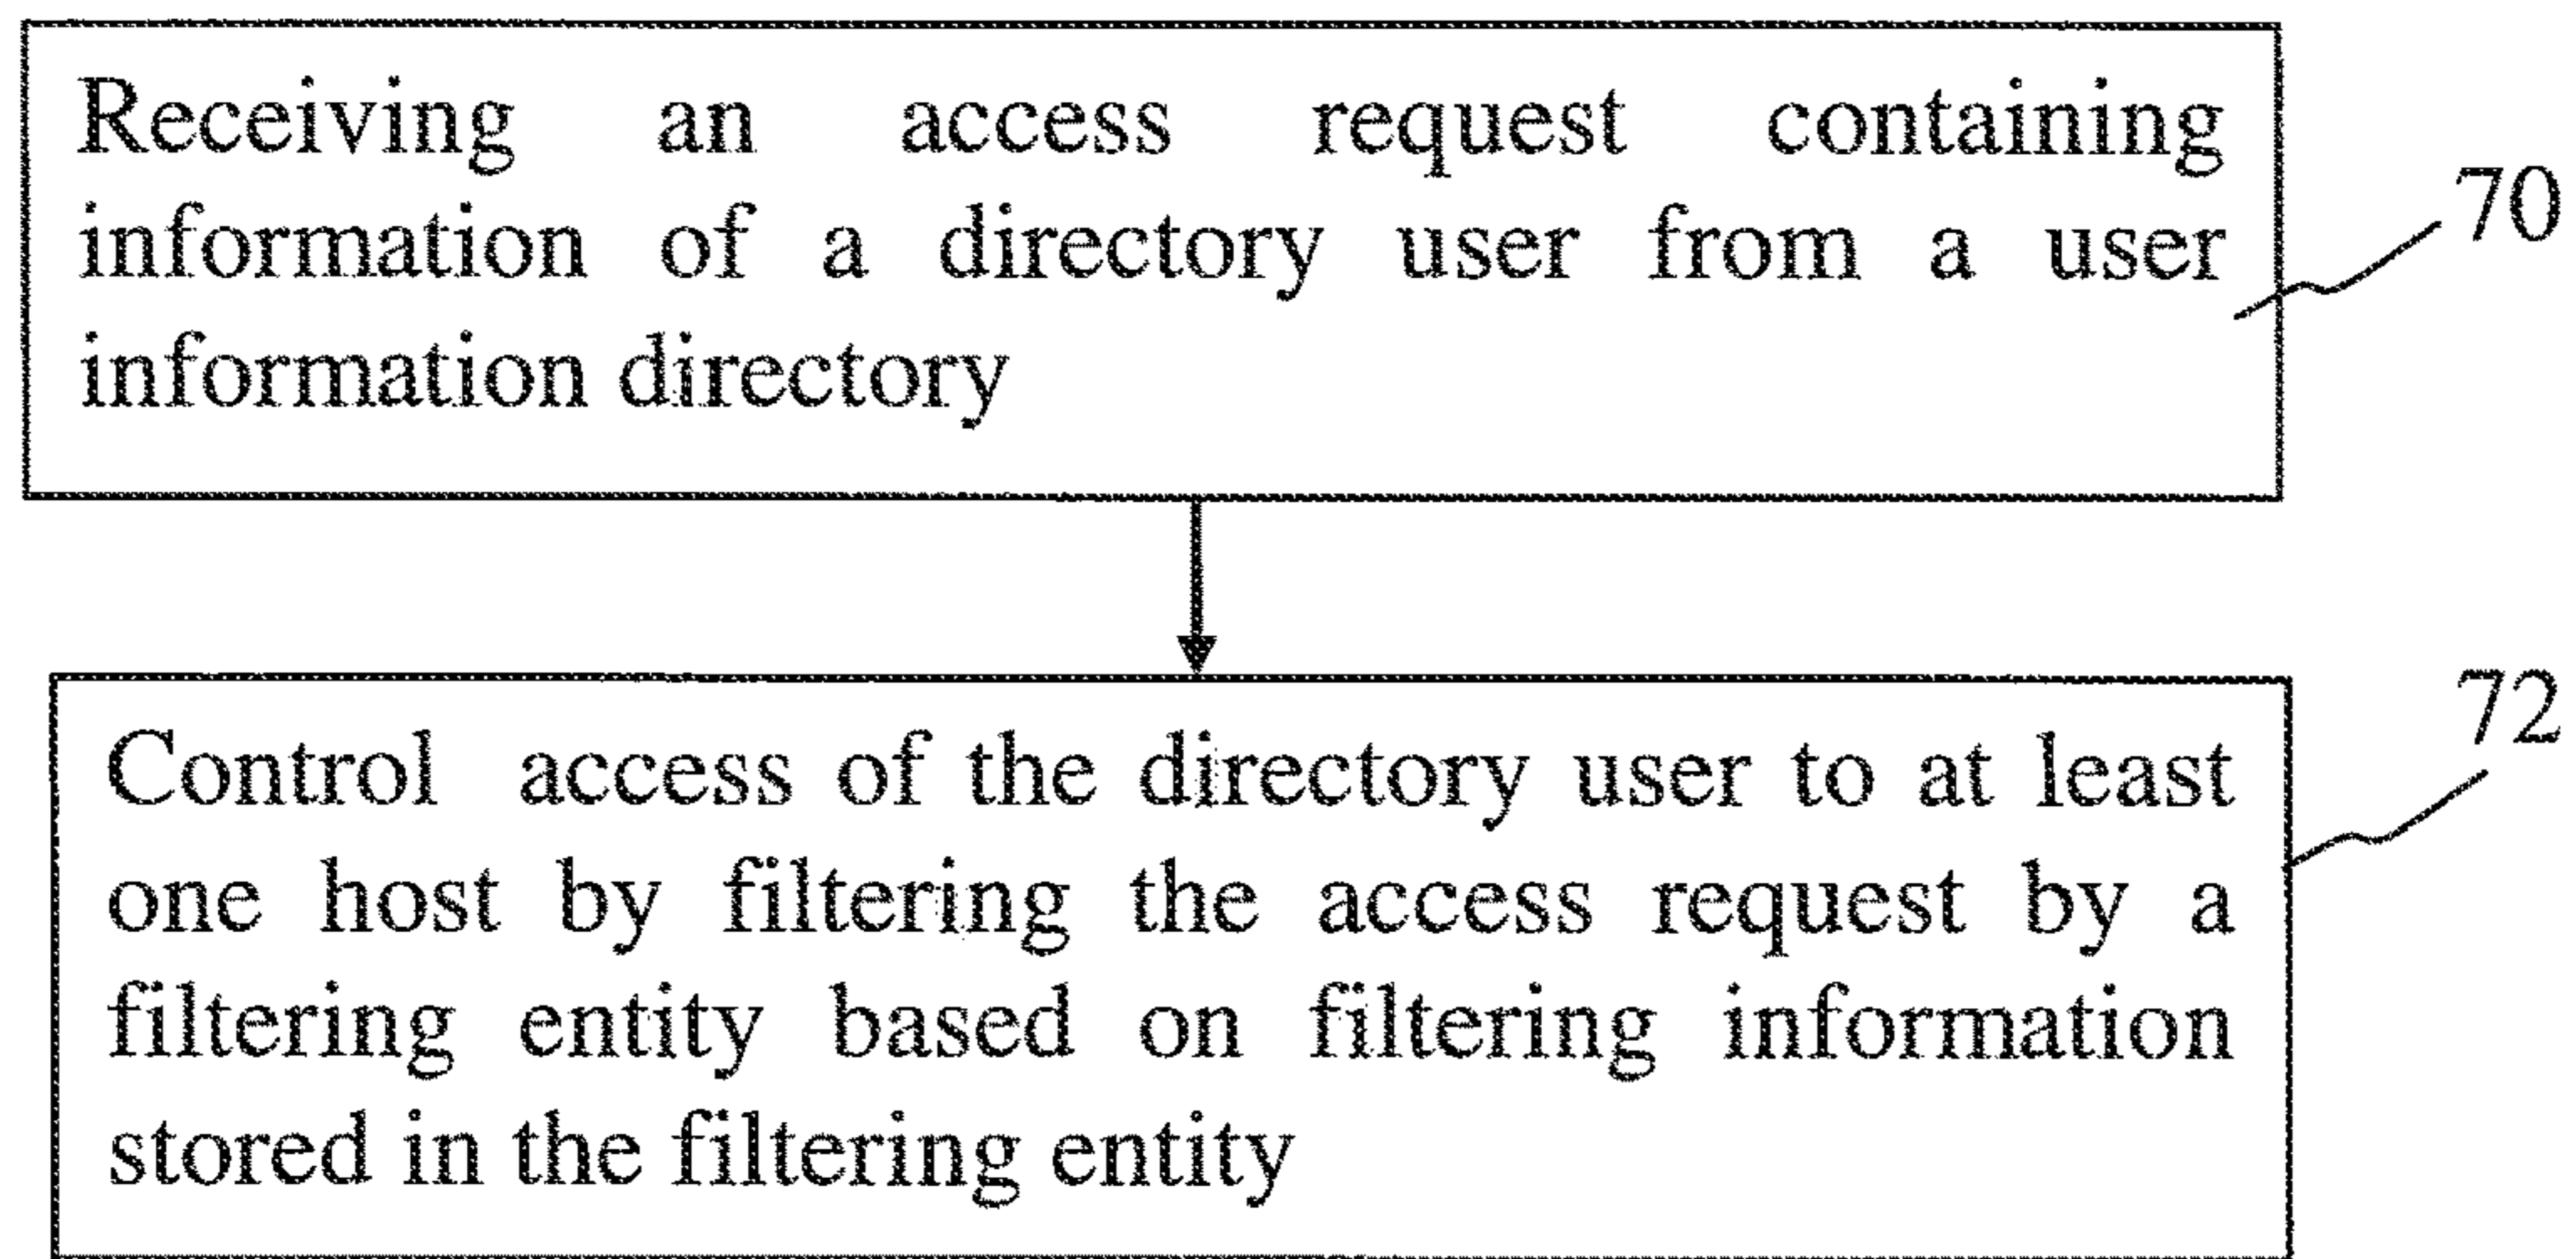 Receiving an access request containing
information of a directory user from a user
information directory
70
Control access of the directory user to at least
one host by filtering the access request by a
filtering entity based on filtering information
stored in the filtering entity
72